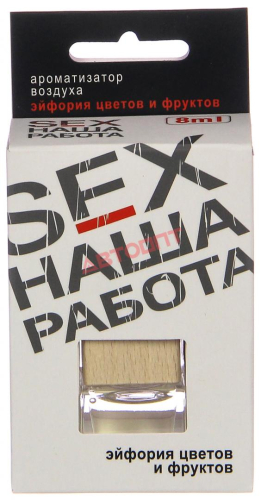 ароматизатор
воздуха
эйфория цветов и фруктов
SEX
НАША
РАБОТА
8ml
SEX
НАША
АВТООПТ
РАБОТА
эйфория цветов
и фруктов